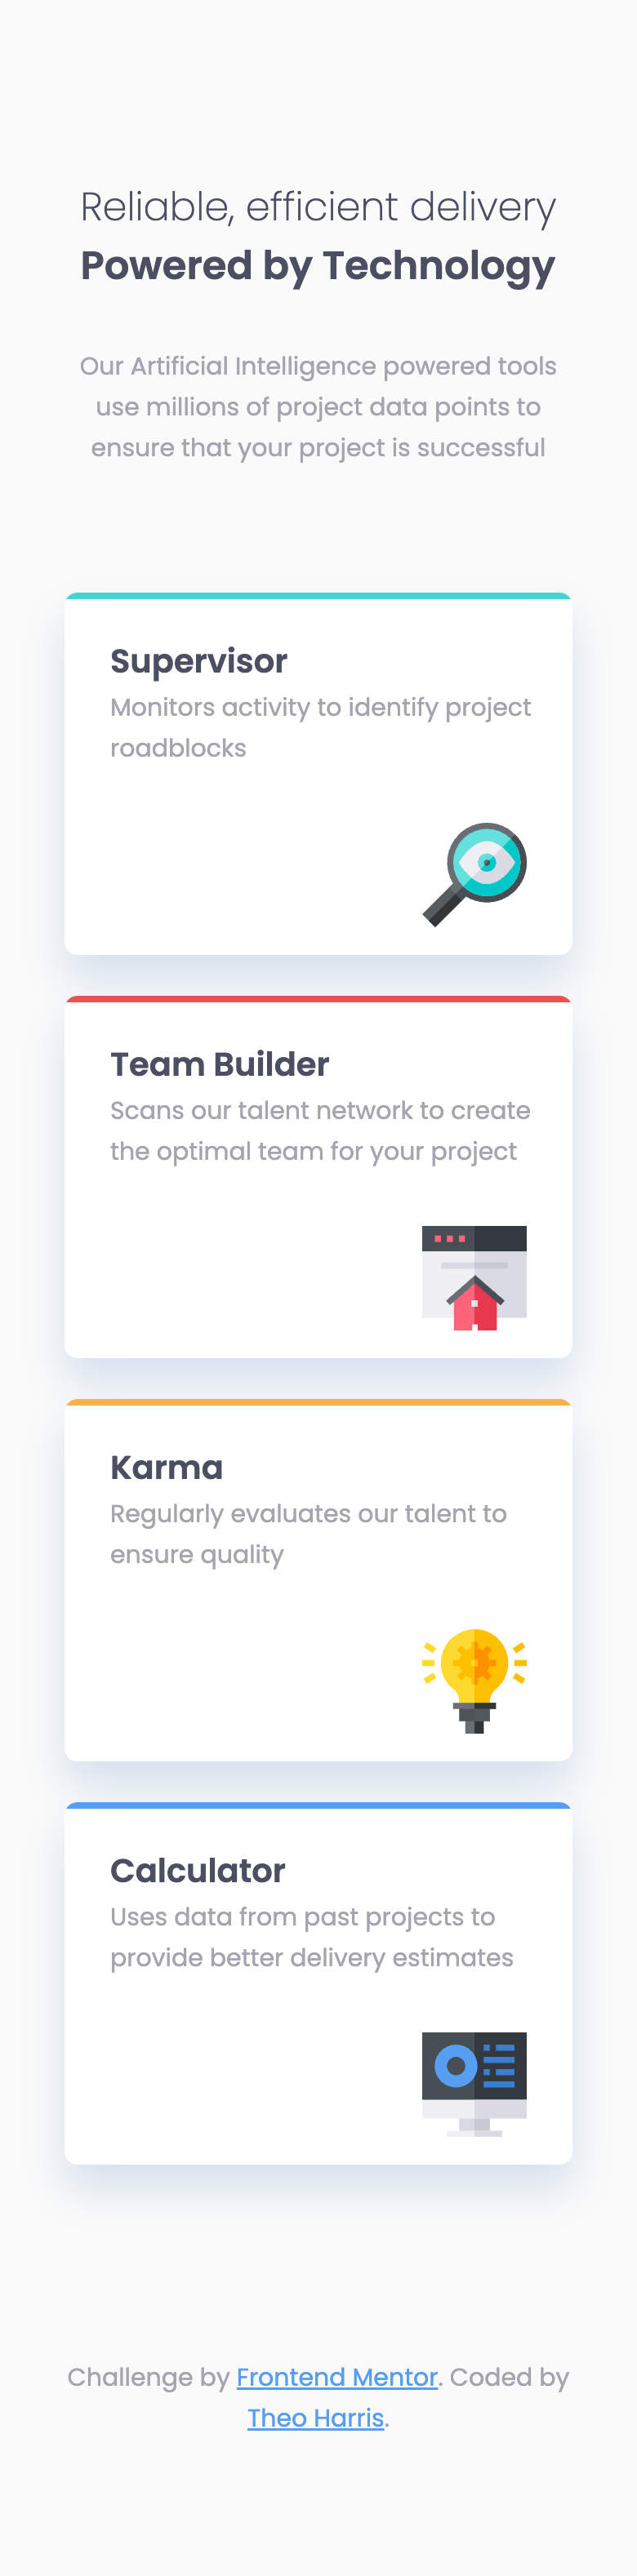 Reliable, efficient delivery
Powered by Technology
Our Artificial Intelligence powered tools
use millions of project data points to
ensure that your project is successful
Supervisor
Monitors activity to identify project
roadblocks
Team Builder
Scans our talent network to create
the optimal team for your project
Karma
Regularly evaluates our talent to
ensure quality
Calculator
Uses data from past projects to
provide better delivery estimates
Challenge by Frontend Mentor. Coded by
Theo Harris.